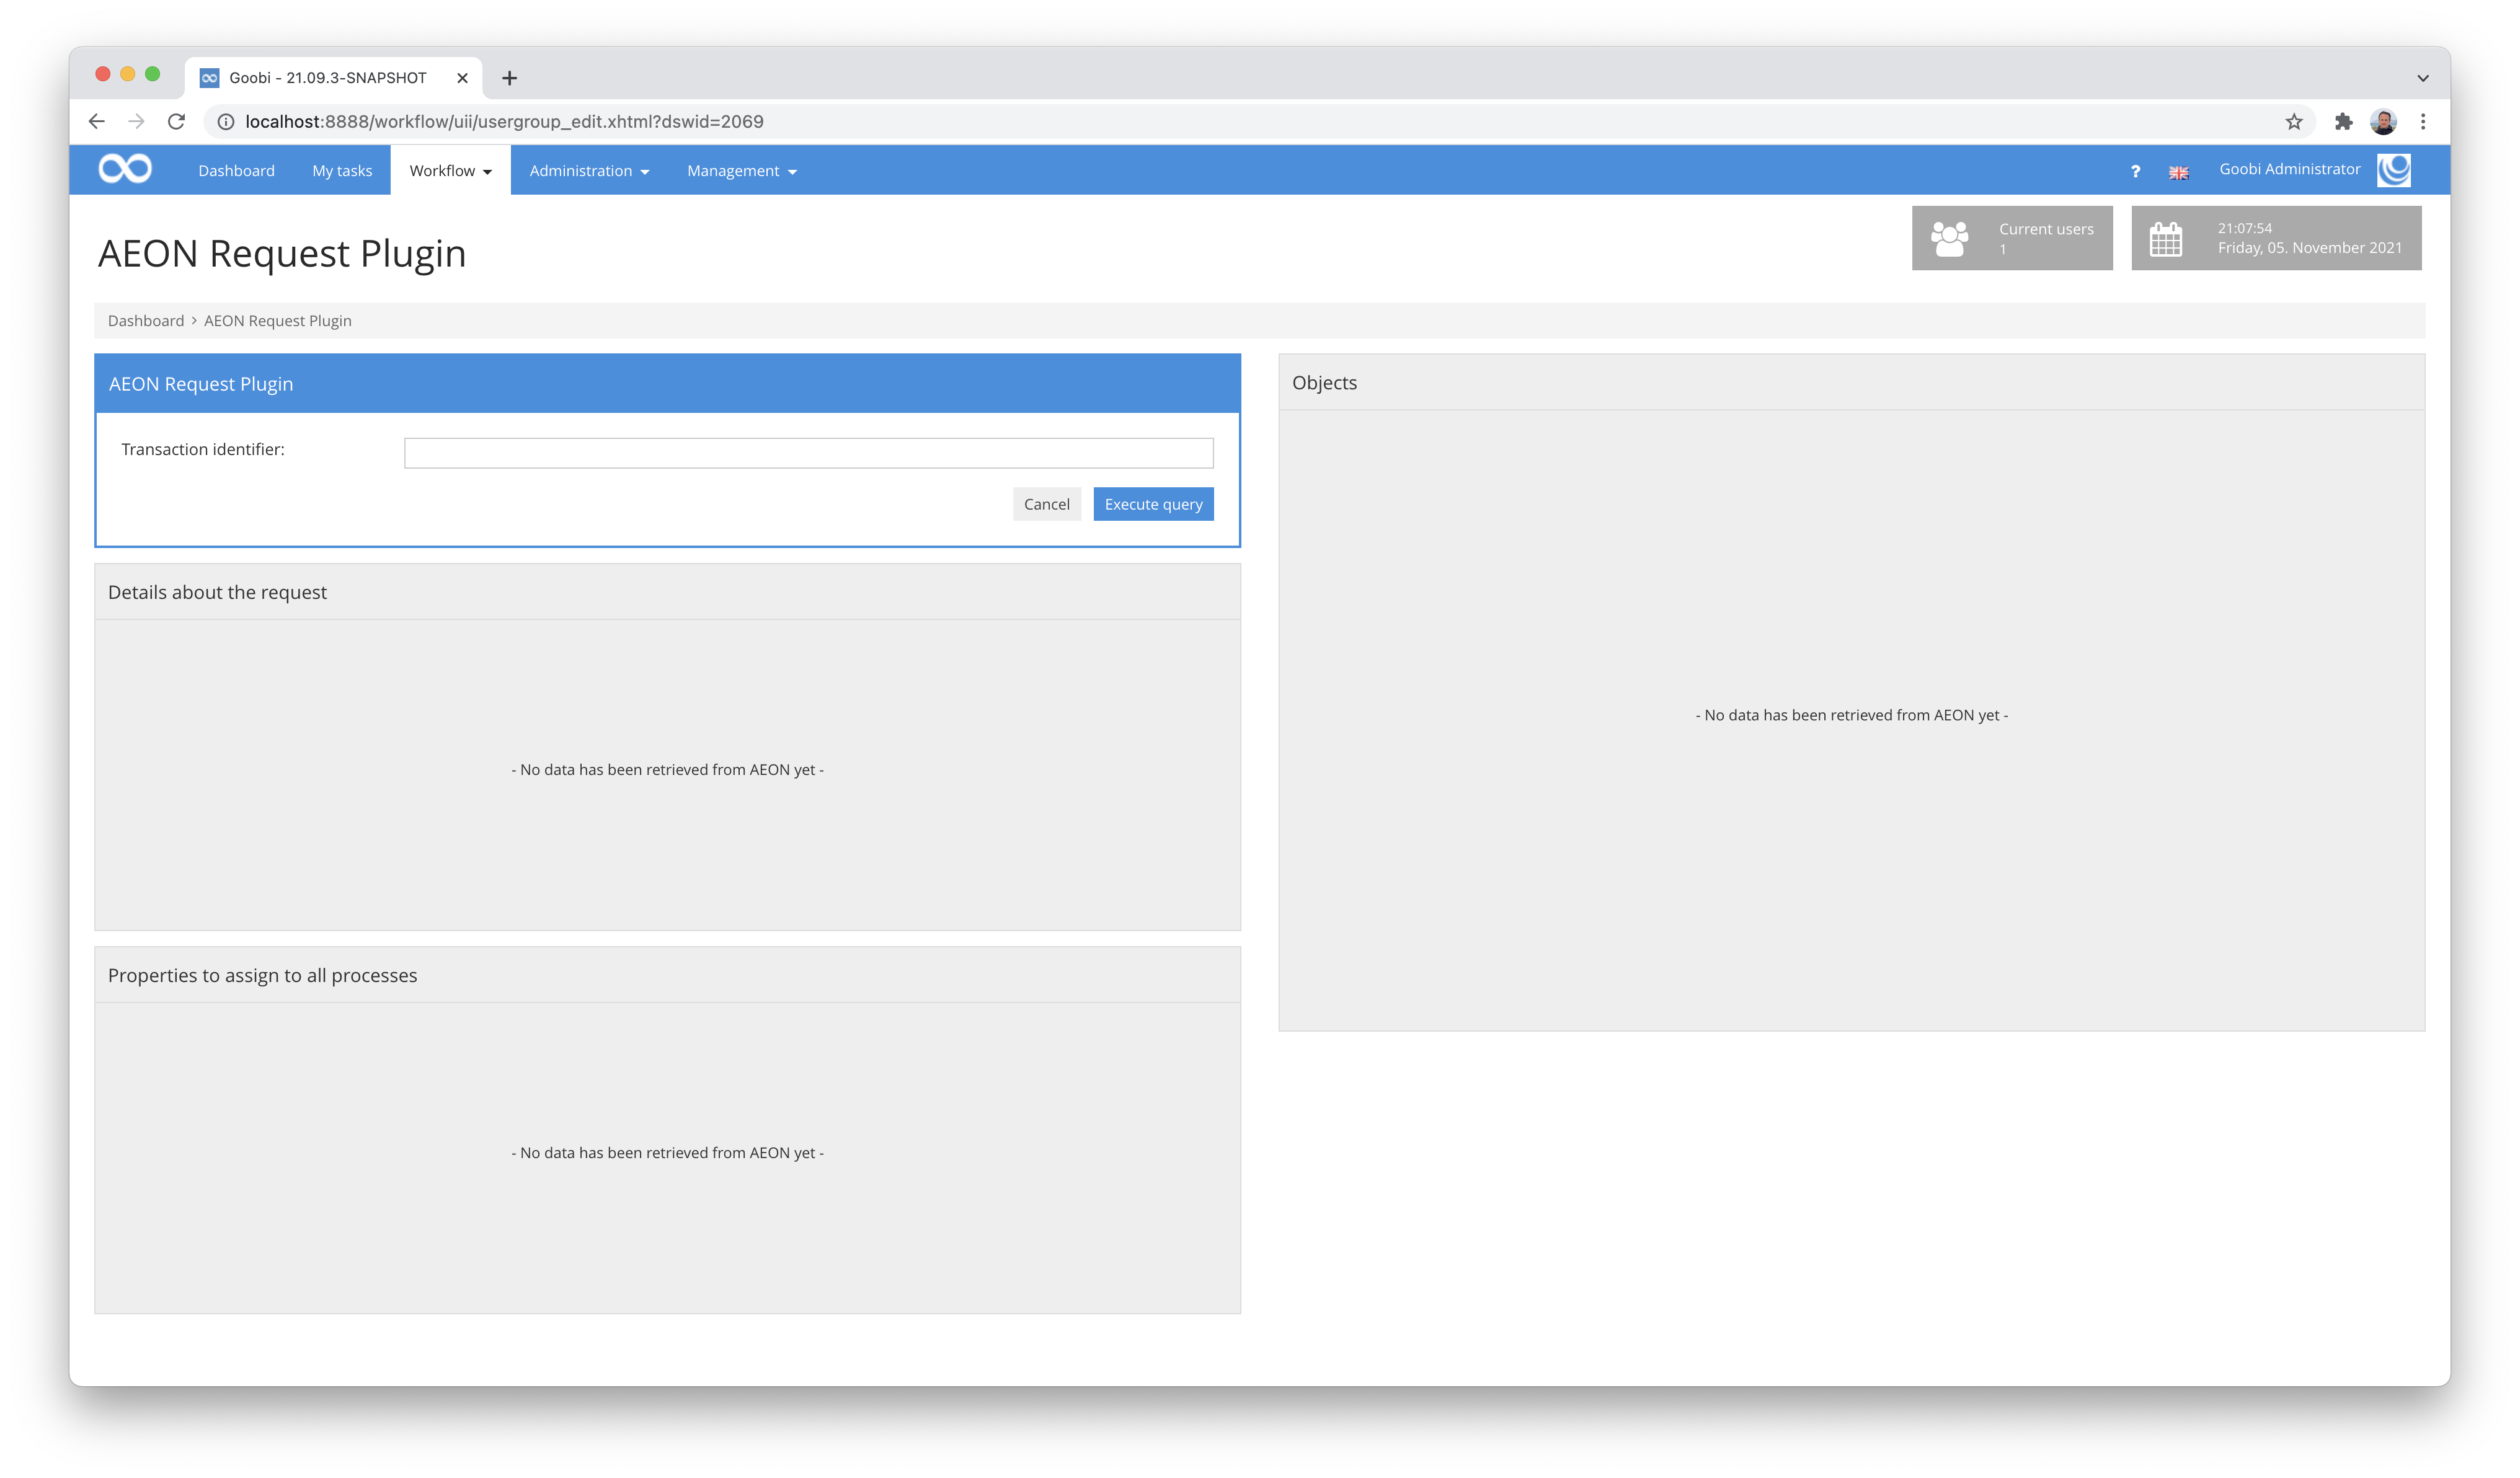 Goobi - 21.09.3-SNAPSHOT
localhost:8888/workflow/uii/usergroup_edit.xhtml?dswid=2069
Dashboard My tasks Workflow Administration Management ? Goobi Administrator
AEON Request Plugin
Current users
1
21:07:54
Friday, 05. November 2021
Dashboard › AEON Request Plugin
AEON Request Plugin
Transaction identifier:
Cancel Execute query
Details about the request
- No data has been retrieved from AEON yet -
Properties to assign to all processes
- No data has been retrieved from AEON yet -
Objects
- No data has been retrieved from AEON yet -